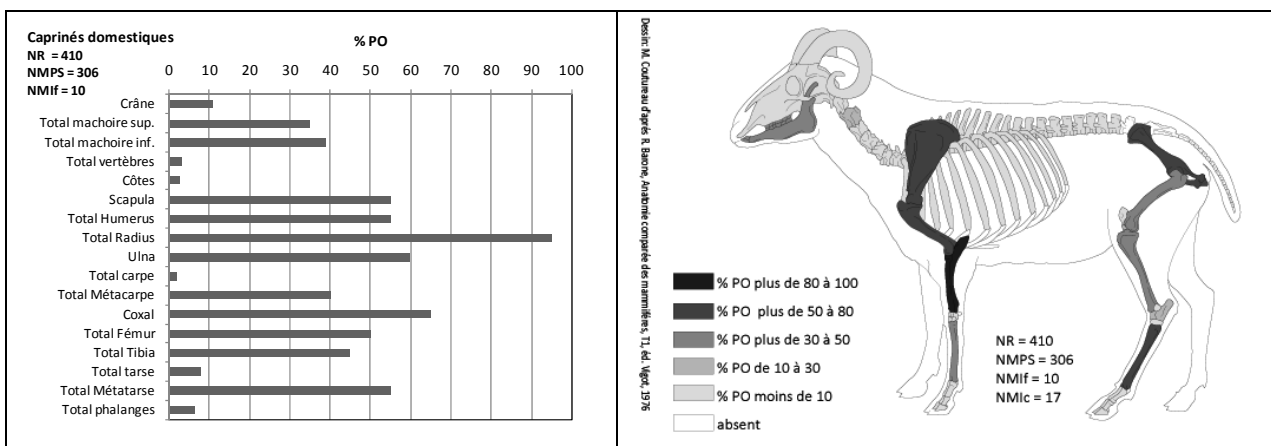 Caprinés domestiques
NR = 410
NMPS = 306
NMIf = 10
% PO
0 10 20 30 40 50 60 70 80 90 100
Crâne
Total machoire sup.
Total machoire inf.
Total vertèbres
Côtes
Scapula
Total Humerus
Total Radius
Ulna
Total carpe
Total Métacarpe
Coxal
Total Fémur
Total Tibia
Total tarse
Total Métatarse
Total phalanges
Dessin: M. Coutureau d'après R. Barone, Anatomie comparée des mammifères, T1, éd. Vigot, 1976
% PO plus de 80 à 100
% PO plus de 50 à 80
% PO plus de 30 à 50
% PO de 10 à 30
% PO moins de 10
absent
NR = 410
NMPS = 306
NMIf = 10
NMIc = 17